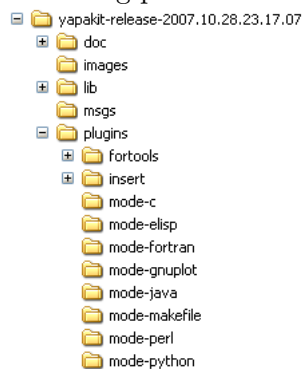 yapakit-release-2007.10.28.23.17.07
doc
images
lib
msgs
plugins
fortools
insert
mode-c
mode-elisp
mode-fortran
mode-gnuplot
mode-java
mode-makefile
mode-perl
mode-python